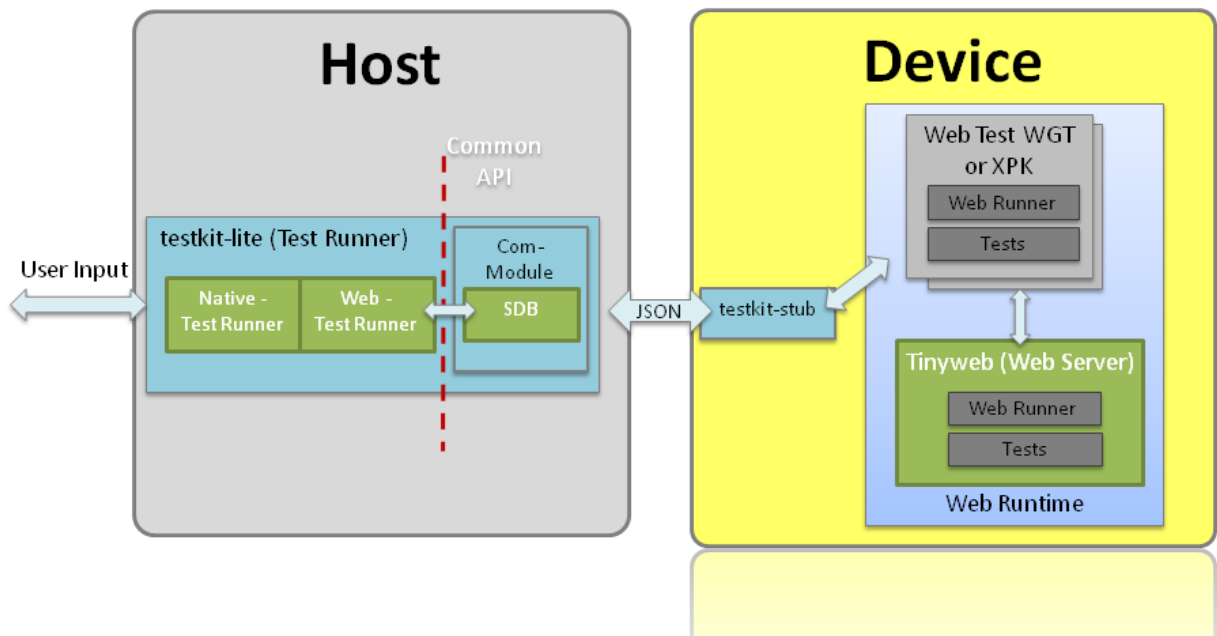 Host
Common
API
testkit-lite (Test Runner)
User Input
Native -
Test Runner
Web -
Test Runner
Com-
Module
SDB
JSON
Device
testkit-stub
Web Test WGT
or XPK
Web Runner
Tests
Tinyweb (Web Server)
Web Runner
Tests
Web Runtime